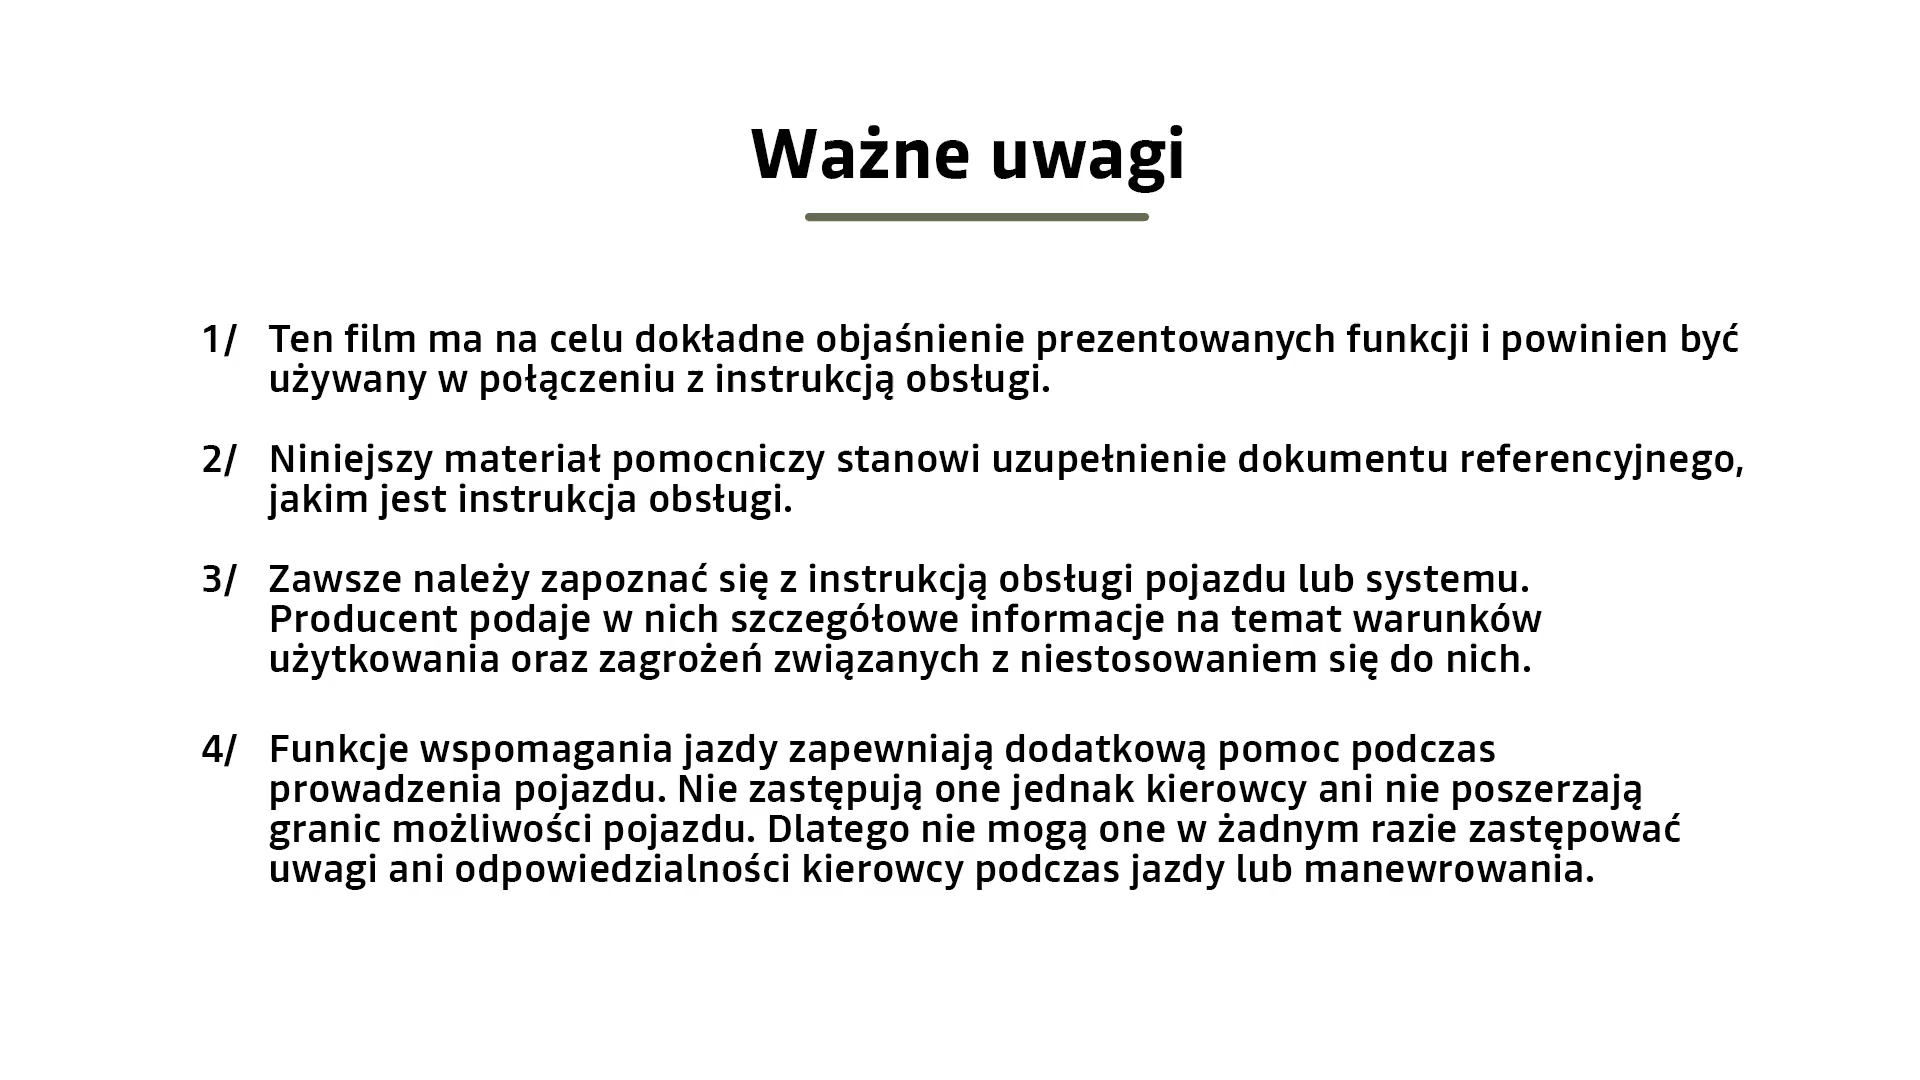 Ważne uwagi
1/ Ten film ma na celu dokładne objaśnienie prezentowanych funkcji i powinien być
używany w połączeniu z instrukcją obsługi.
2/ Niniejszy materiał pomocniczy stanowi uzupełnienie dokumentu referencyjnego,
jakim jest instrukcja obsługi.
3/ Zawsze należy zapoznać się z instrukcją obsługi pojazdu lub systemu.
Producent podaje w nich szczegółowe informacje na temat warunków
użytkowania oraz zagrożeń związanych z niestosowaniem się do nich.
4/ Funkcje wspomagania jazdy zapewniają dodatkową pomoc podczas
prowadzenia pojazdu. Nie zastępują one jednak kierowcy ani nie poszerzają
granic możliwości pojazdu. Dlatego nie mogą one w żadnym razie zastępować
uwagi ani odpowiedzialności kierowcy podczas jazdy lub manewrowania.